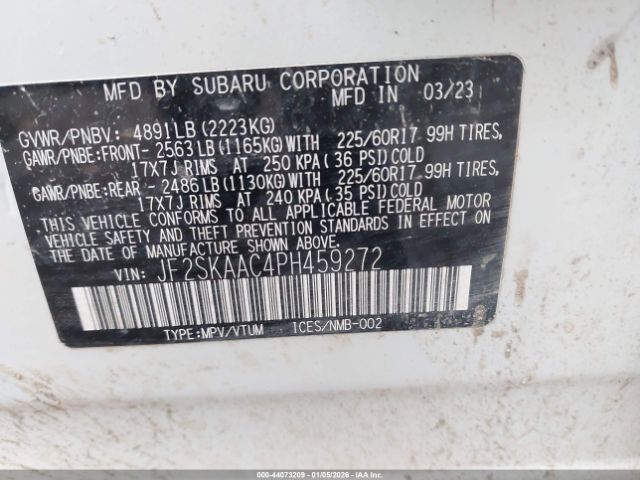 MFD BY SUBARU CORPORATION
MFD IN 03/23
GVWR/PNBV: 4891LB(2223KG)
GAWR/PNBE:FRONT- 2563LB(1165KG)WITH 225/60R17 99H TIRES,
17X7J RIMS AT 250 KPA(36 PSI)COLD
GAWR/PNBE:REAR - 2486LB(1130KG)WITH 225/60R17 99H TIRES,
17X7J RIMS AT 240 KPA(35 PSI)COLD
THIS VEHICLE CONFORMS TO ALL APPLICABLE FEDERAL MOTOR
VEHICLE SAFETY AND THEFT PREVENTION STANDARDS IN EFFECT
ON THE DATE OF MANUFACTURE SHOWN ABOVE.
VIN: JF2SKAAC4PH459272
TYPE:MPV/VTUM ICES/NMB-002
000-44073209 | 01/05/2026 | IAAI.COM